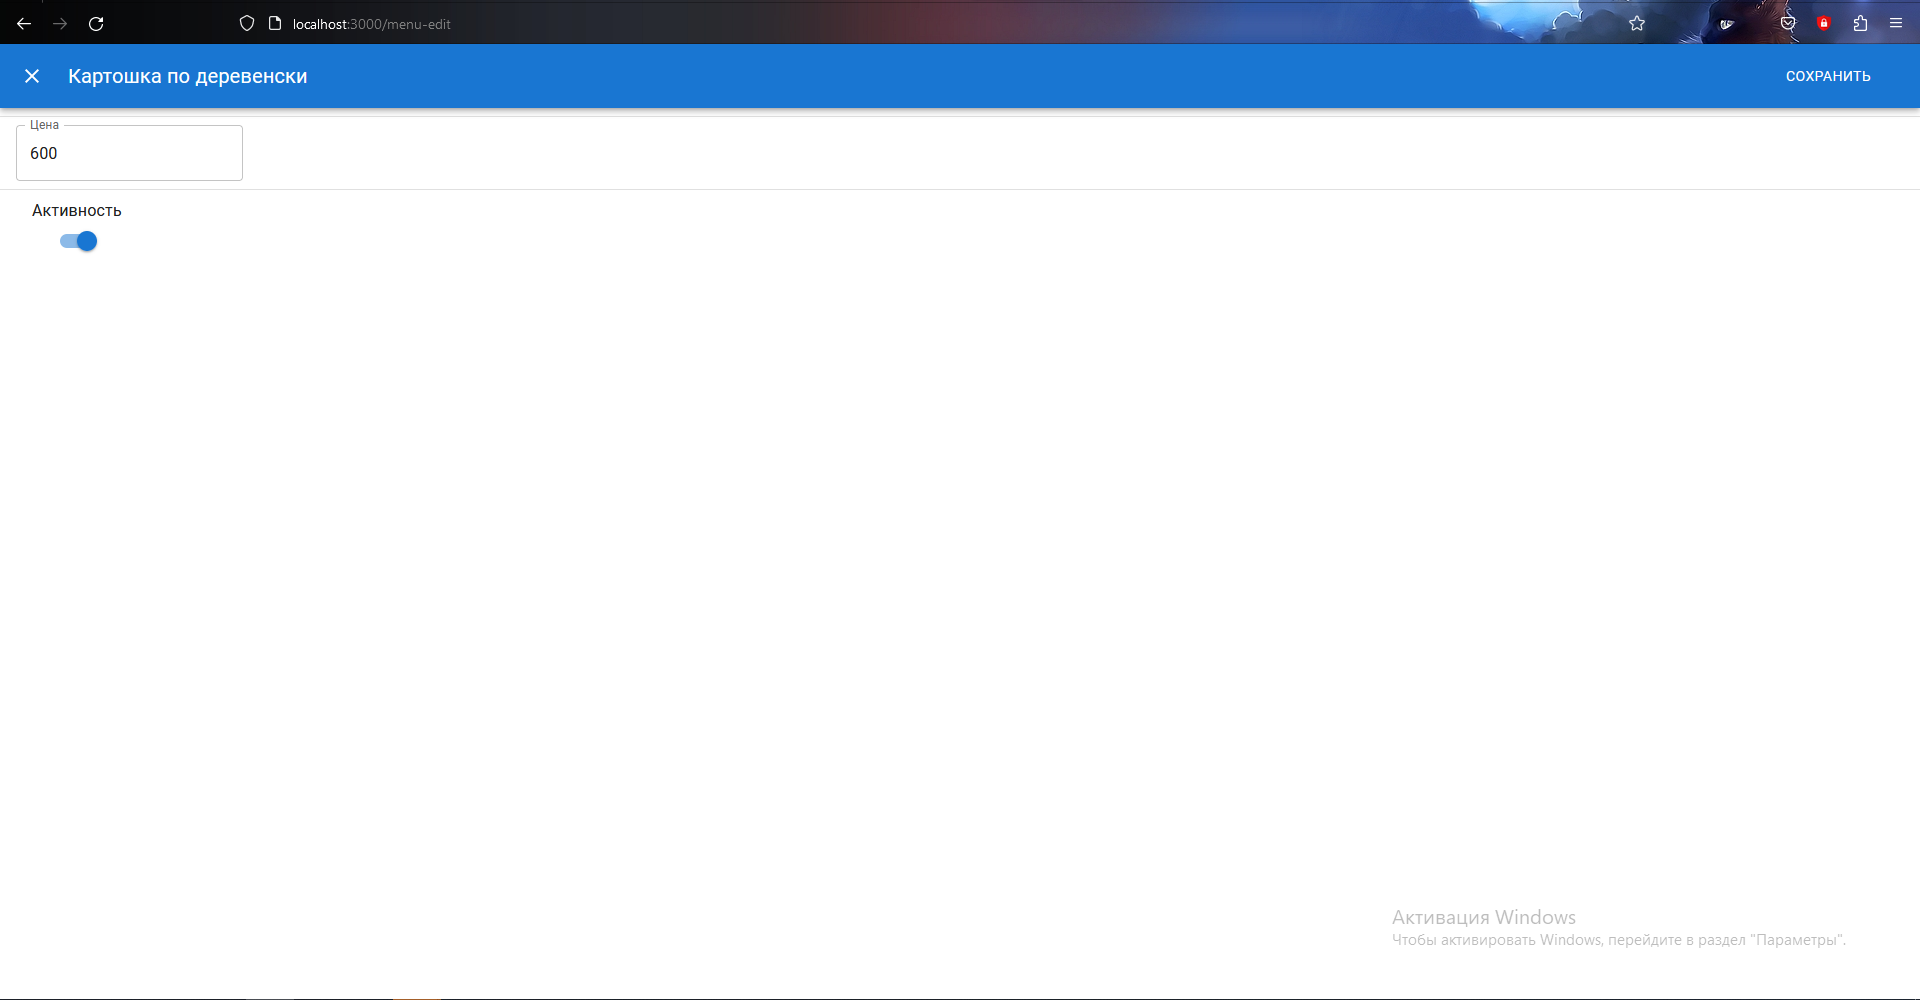 localhost:3000/menu-edit
Картошка по деревенски
СОХРАНИТЬ
Цена
600
Активность
Активация Windows
Чтобы активировать Windows, перейдите в раздел "Параметры".